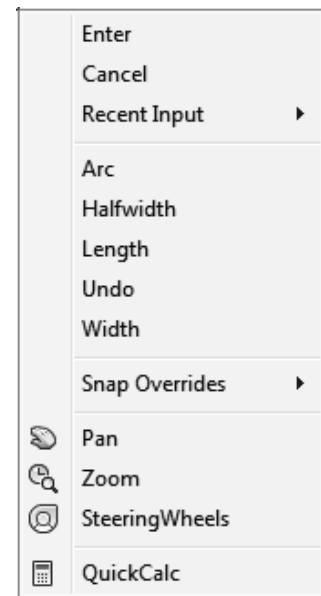 Enter
Cancel
Recent Input
Arc
Halfwidth
Length
Undo
Width
Snap Overrides
Pan
Zoom
SteeringWheels
QuickCalc